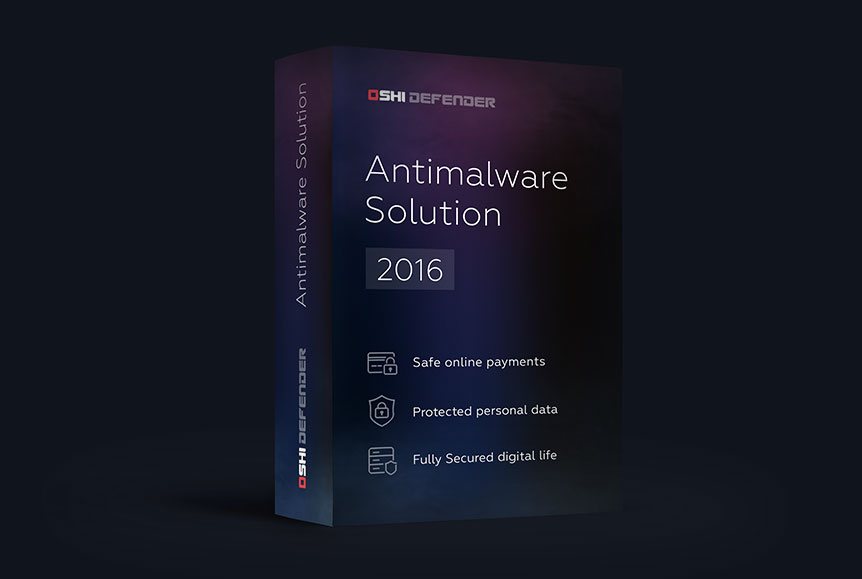 OSHI DEFENDER
Antimalware
Solution
2016
Safe online payments
Protected personal data
Fully Secured digital life
Antimalware Solution
OSHI DEFENDER